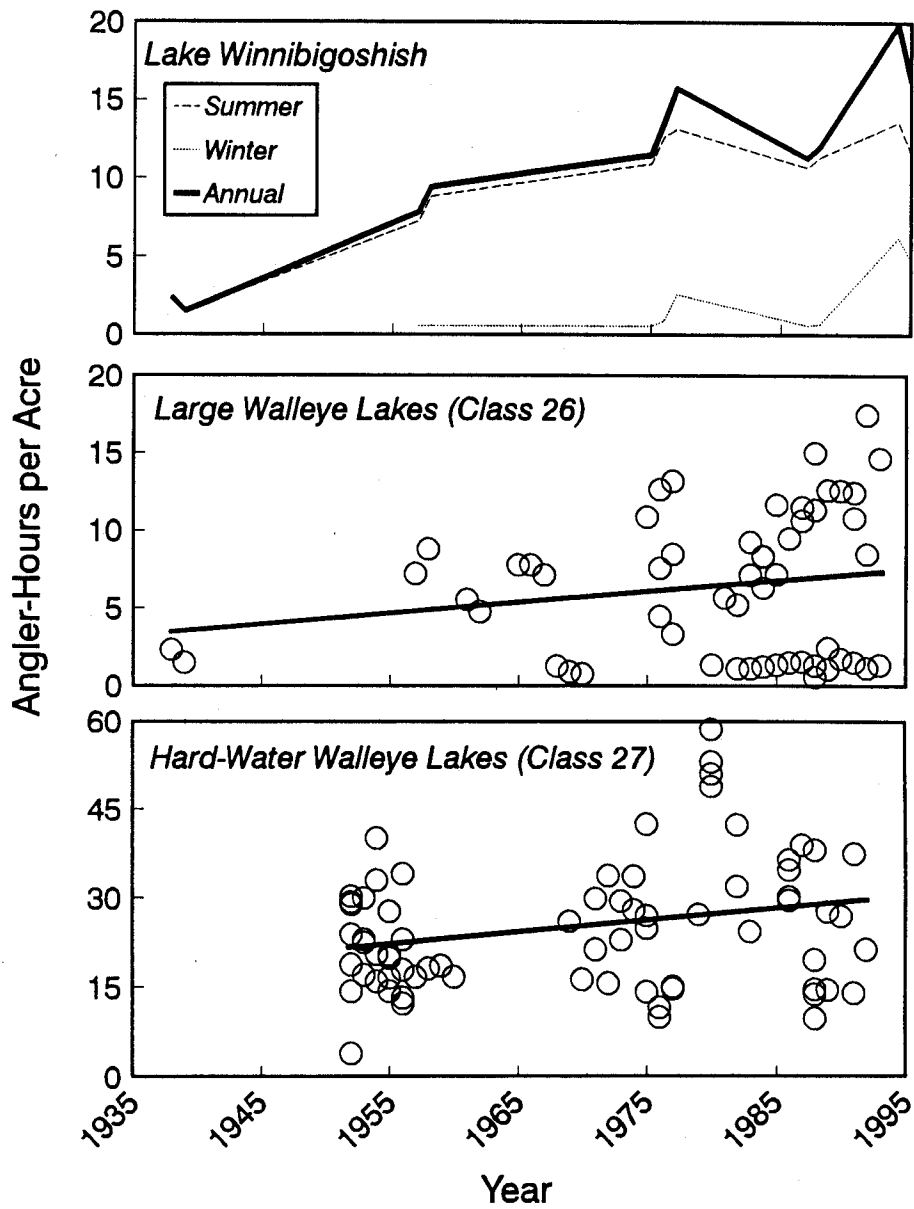 20
Lake Winnibigoshish
Summer
15
Winter
10
Annual
5
0
Angler-Hours per Acre
20
Large Walleye Lakes (Class 26)
15
10
5
0
60
Hard-Water Walleye Lakes (Class 27)
45
30
15
0
1935 1945 1955 1965 1975 1985 1995
Year